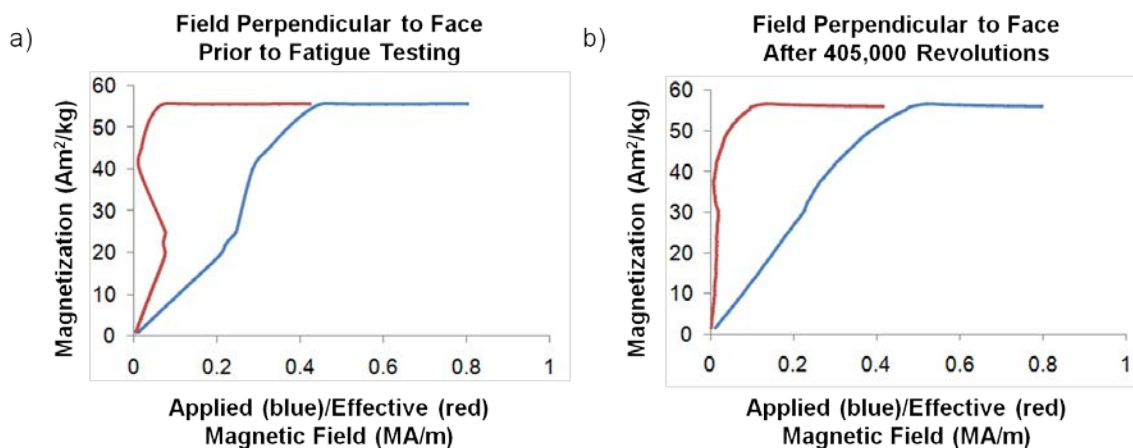 a)
Field Perpendicular to Face
Prior to Fatigue Testing
Magnetization (Am²/kg)
60
50
40
30
20
10
0
0 0.2 0.4 0.6 0.8 1
Applied (blue)/Effective (red)
Magnetic Field (MA/m)
b)
Field Perpendicular to Face
After 405,000 Revolutions
Magnetization (Am²/kg)
60
50
40
30
20
10
0
0 0.2 0.4 0.6 0.8 1
Applied (blue)/Effective (red)
Magnetic Field (MA/m)